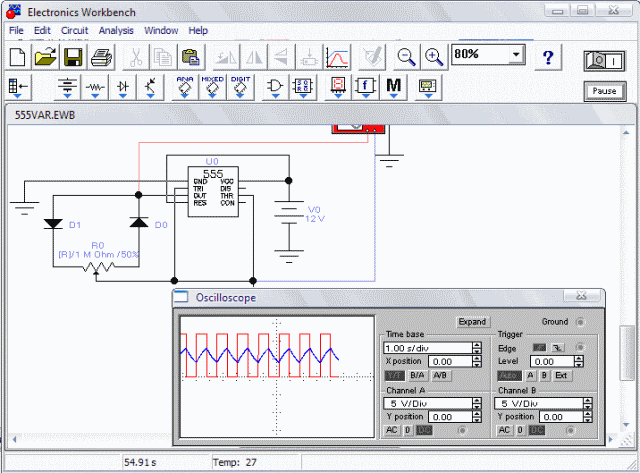 Electronics Workbench
File Edit Circuit Analysis Window Help
80%
?
ANA MIXED DIGIT
f M
Pause
555VAR.EWB
U0
555
GND VCC
TRI DIS
OUT THR
RES CON
D1 D0
V0
12 V
R0
[R]/1 M Ohm /50%
Oscilloscope
Expand Ground
Time base Trigger
1.00 s/div Edge
X position 0.00 Level 0.00
Y/T B/A A/B Auto A B Ext
Channel A Channel B
5 V/Div 5 V/Div
Y position 0.00 Y position 0.00
AC 0 DC AC 0 DC
54.91 s Temp: 27